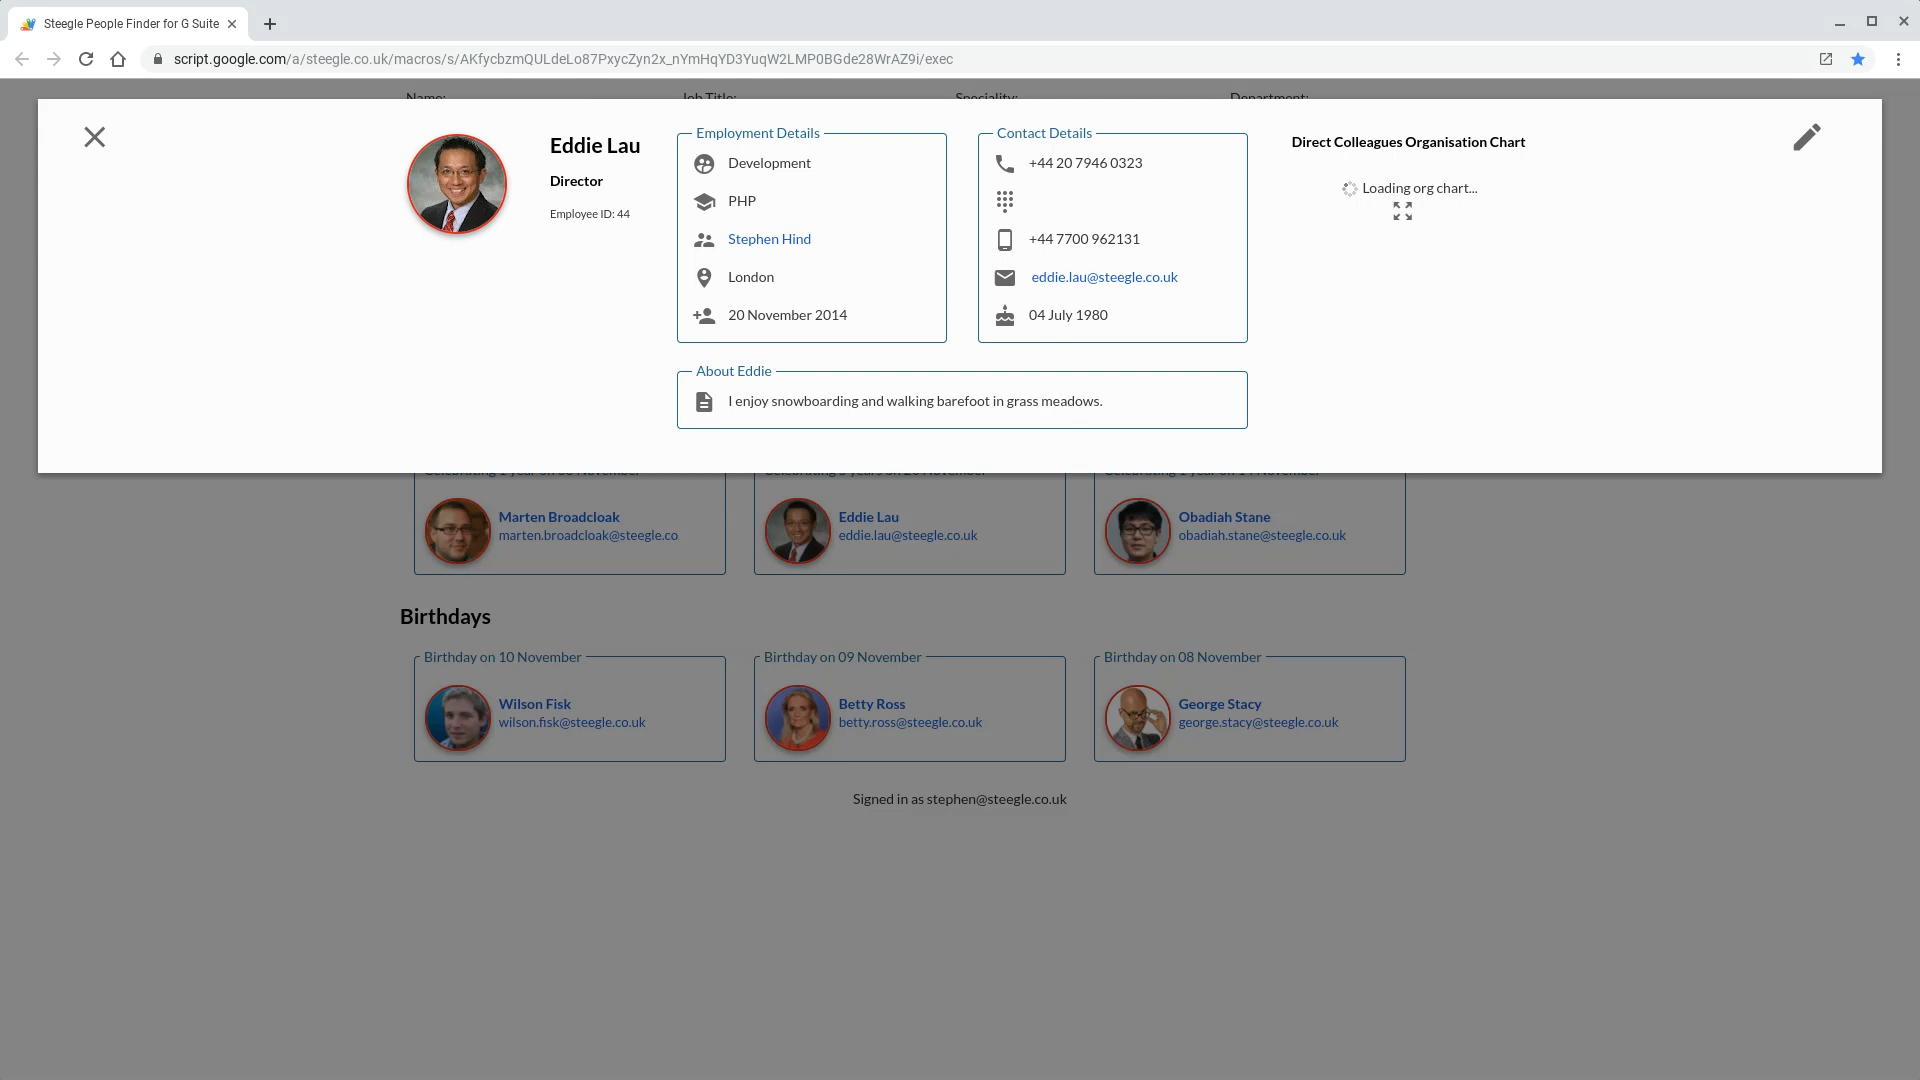 Steegle People Finder for G Suite
script.google.com/a/steegle.co.uk/macros/s/AKfycbzmQULdeLo87PxycZyn2x_nYmHqYD3YuqW2LMP0BGde28WrAZ9i/exec
Name:
Job Title:
Speciality:
Department:
Eddie Lau
Director
Employee ID: 44
Employment Details
Development
PHP
Stephen Hind
London
20 November 2014
Contact Details
+44 20 7946 0323
+44 7700 962131
eddie.lau@steegle.co.uk
04 July 1980
About Eddie
I enjoy snowboarding and walking barefoot in grass meadows.
Direct Colleagues Organisation Chart
Loading org chart...
Marten Broadcloak
marten.broadcloak@steegle.co
Eddie Lau
eddie.lau@steegle.co.uk
Obadiah Stane
obadiah.stane@steegle.co.uk
Birthdays
Birthday on 10 November
Wilson Fisk
wilson.fisk@steegle.co.uk
Birthday on 09 November
Betty Ross
betty.ross@steegle.co.uk
Birthday on 08 November
George Stacy
george.stacy@steegle.co.uk
Signed in as stephen@steegle.co.uk